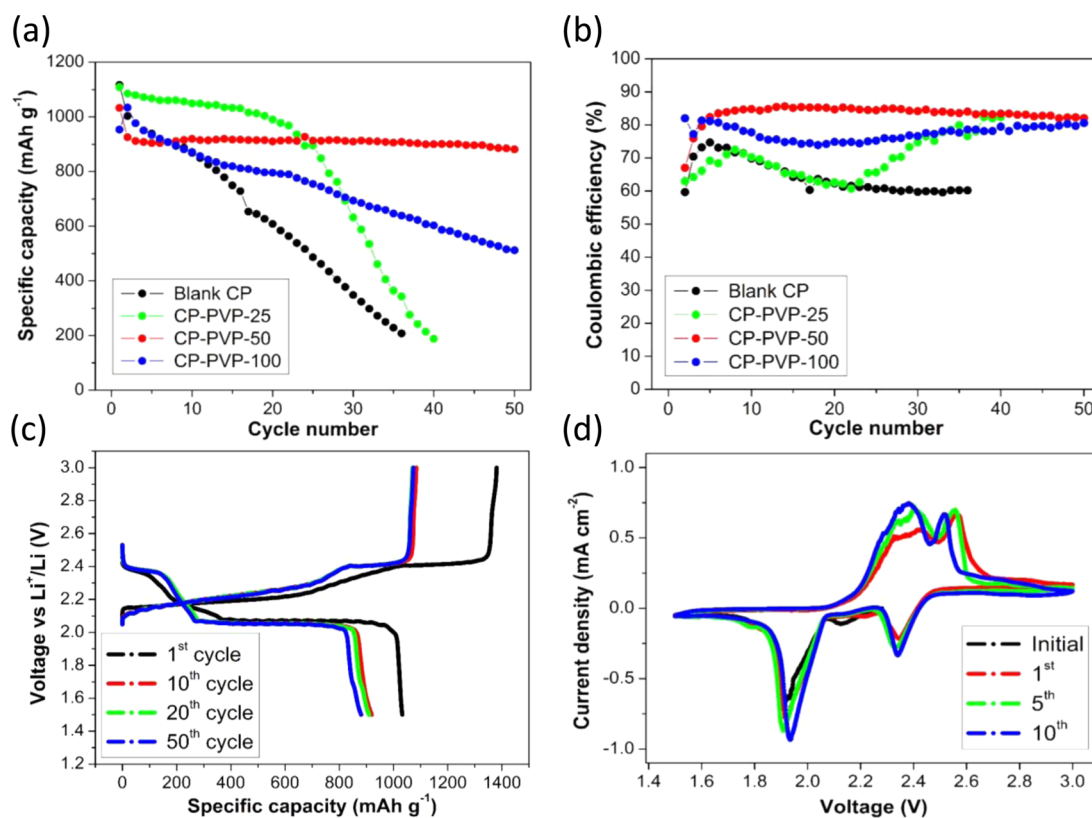 (a)
1200
1000
800
600
400
200
0
Specific capacity (mAh g⁻¹)
Blank CP
CP-PVP-25
CP-PVP-50
CP-PVP-100
0 10 20 30 40 50
Cycle number
(b)
100
90
80
70
60
50
40
30
20
10
0
Coulombic efficiency (%)
Blank CP
CP-PVP-25
CP-PVP-50
CP-PVP-100
0 10 20 30 40 50
Cycle number
(c)
3.0
2.8
2.6
2.4
2.2
2.0
1.8
1.6
1.4
1.2
Voltage vs Li⁺/Li (V)
1ˢᵗ cycle
10ᵗʰ cycle
20ᵗʰ cycle
50ᵗʰ cycle
0 200 400 600 800 1000 1200 1400
Specific capacity (mAh g⁻¹)
(d)
1.0
0.5
0.0
-0.5
-1.0
Current density (mA cm⁻²)
Initial
1ˢᵗ
5ᵗʰ
10ᵗʰ
1.4 1.6 1.8 2.0 2.2 2.4 2.6 2.8 3.0
Voltage (V)